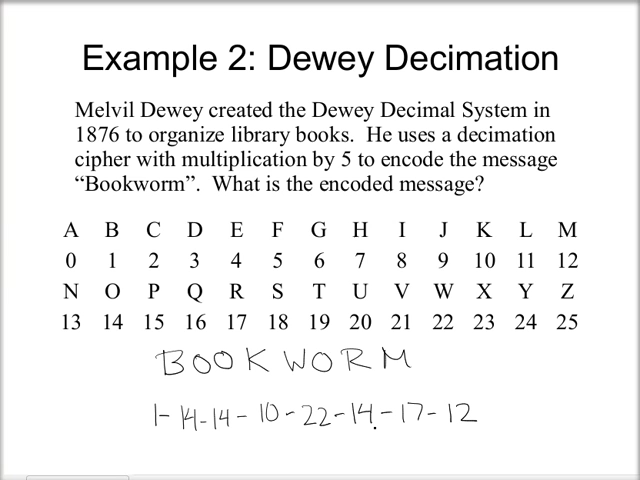 Example 2: Dewey Decimation
Melvil Dewey created the Dewey Decimal System in
1876 to organize library books. He uses a decimation
cipher with multiplication by 5 to encode the message
“Bookworm”. What is the encoded message?
A B C D E F G H I J K L M
0 1 2 3 4 5 6 7 8 9 10 11 12
N O P Q R S T U V W X Y Z
13 14 15 16 17 18 19 20 21 22 23 24 25
BOOKWORM
1-14-14-10-22-14-17-12